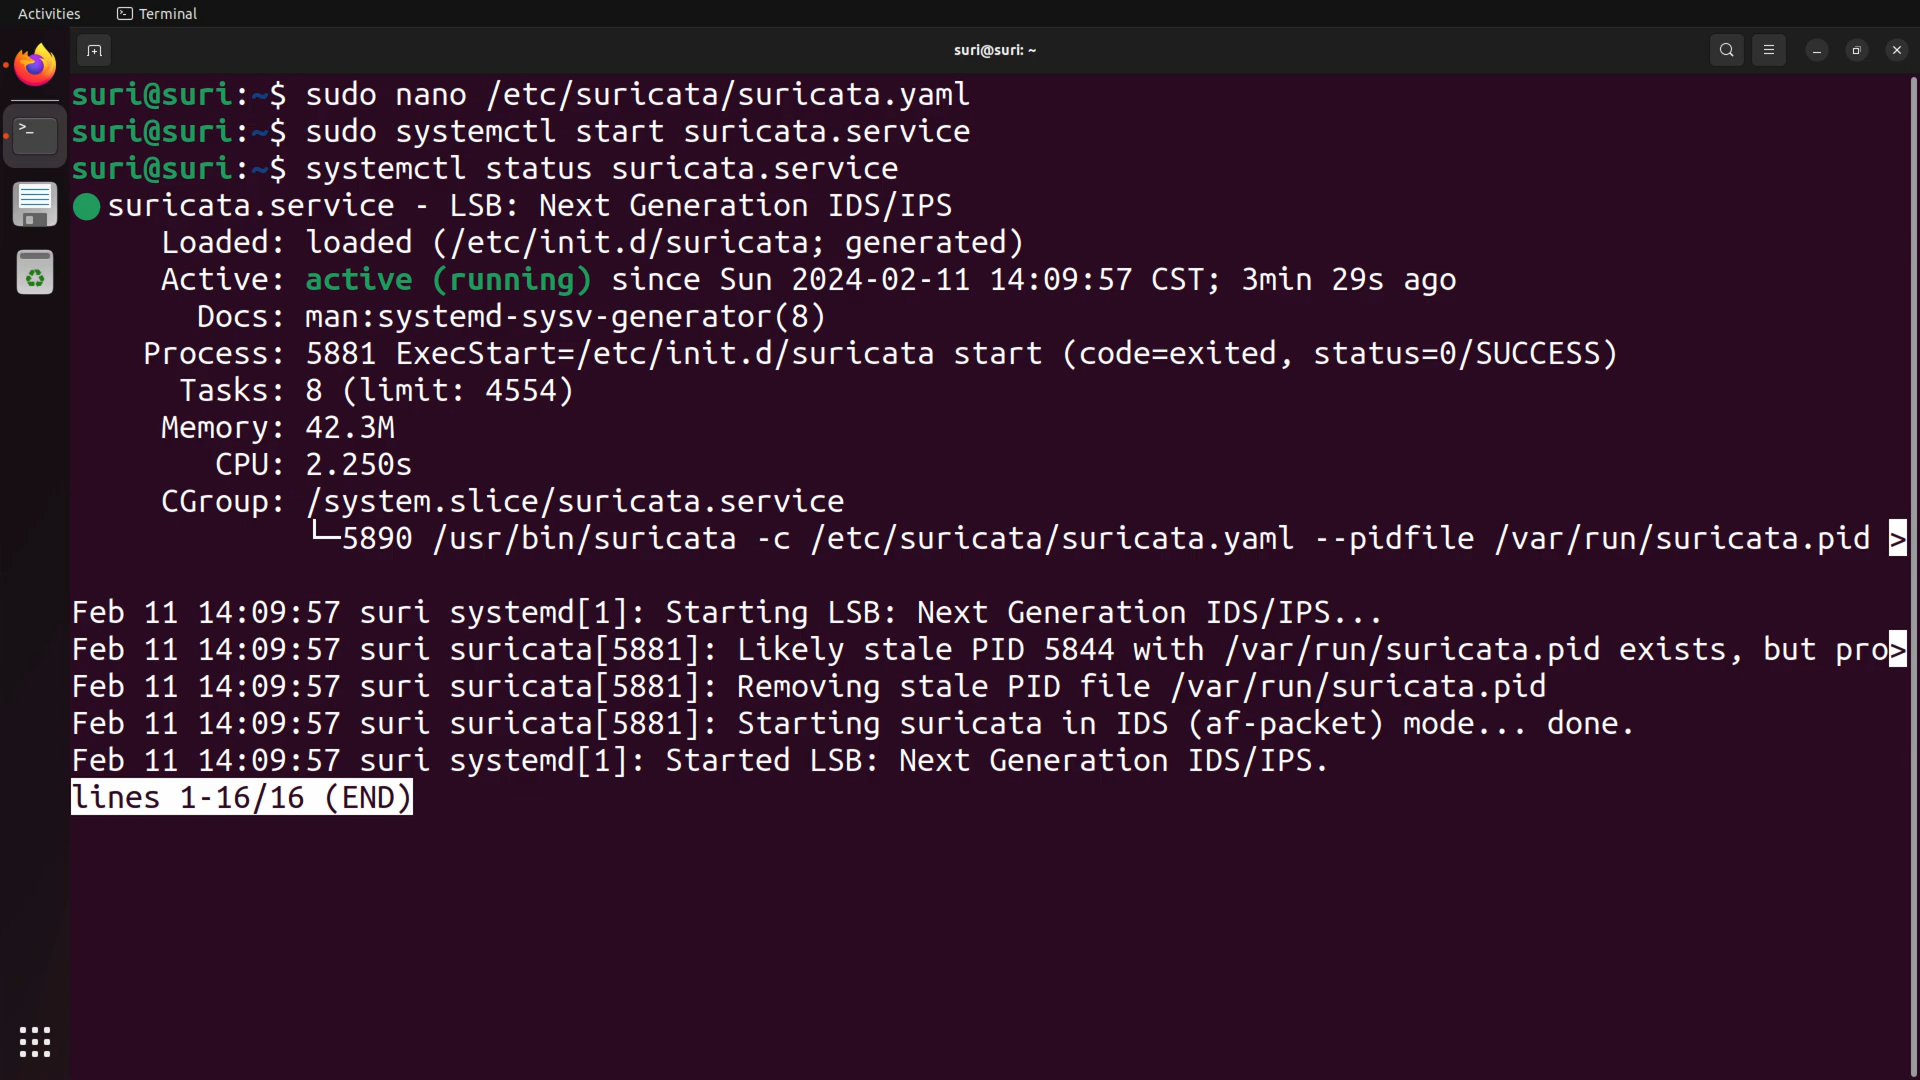 Activities
Terminal
suri@suri: ~
suri@suri:~$ sudo nano /etc/suricata/suricata.yaml
suri@suri:~$ sudo systemctl start suricata.service
suri@suri:~$ systemctl status suricata.service
● suricata.service - LSB: Next Generation IDS/IPS
Loaded: loaded (/etc/init.d/suricata; generated)
Active: active (running) since Sun 2024-02-11 14:09:57 CST; 3min 29s ago
Docs: man:systemd-sysv-generator(8)
Process: 5881 ExecStart=/etc/init.d/suricata start (code=exited, status=0/SUCCESS)
Tasks: 8 (limit: 4554)
Memory: 42.3M
CPU: 2.250s
CGroup: /system.slice/suricata.service
└─5890 /usr/bin/suricata -c /etc/suricata/suricata.yaml --pidfile /var/run/suricata.pid >
Feb 11 14:09:57 suri systemd[1]: Starting LSB: Next Generation IDS/IPS...
Feb 11 14:09:57 suri suricata[5881]: Likely stale PID 5844 with /var/run/suricata.pid exists, but pro>
Feb 11 14:09:57 suri suricata[5881]: Removing stale PID file /var/run/suricata.pid
Feb 11 14:09:57 suri suricata[5881]: Starting suricata in IDS (af-packet) mode... done.
Feb 11 14:09:57 suri systemd[1]: Started LSB: Next Generation IDS/IPS.
lines 1-16/16 (END)